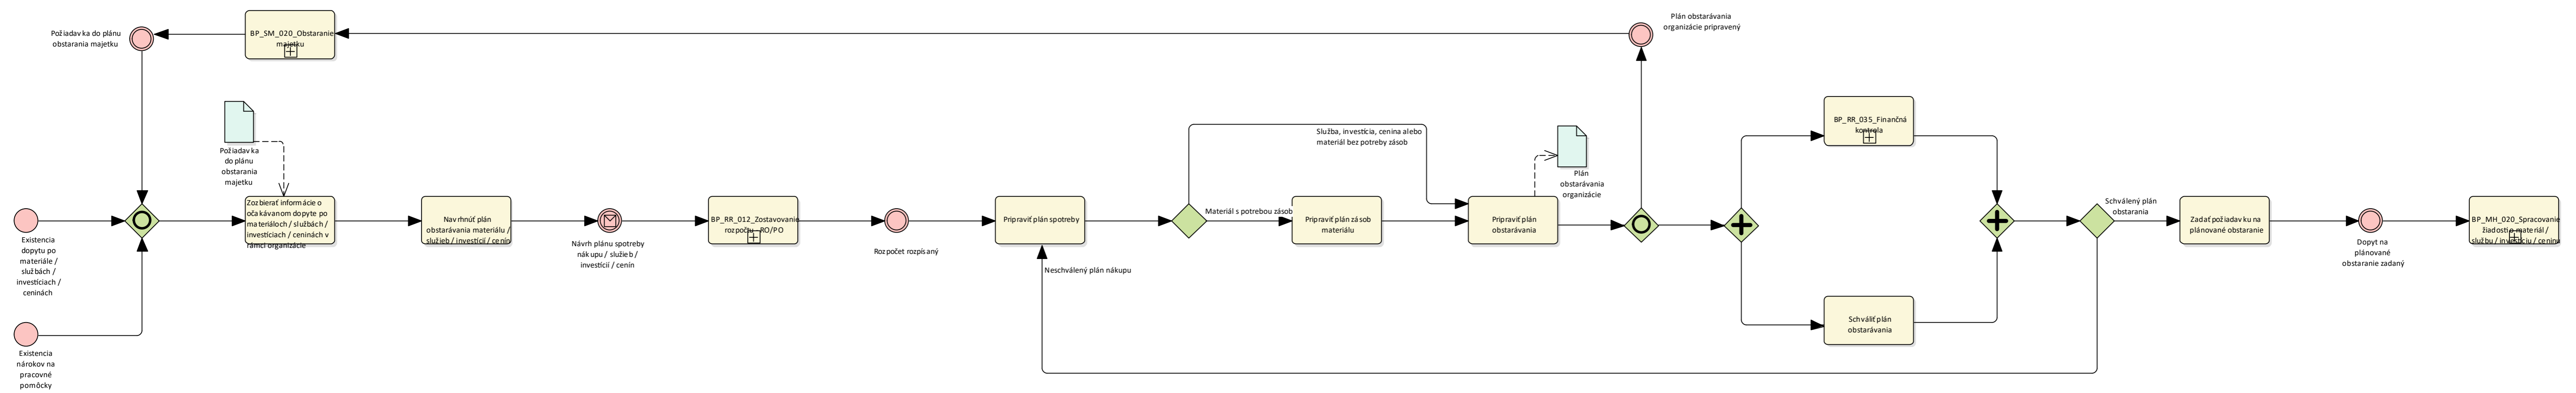 Požiadavka do plánu
obstarania majetku
BP_SM_020_Obstaranie
majetku
Plán obstarávania
organizácie pripravený
Požiadavka
do plánu
obstarania
majetku
Služba, investícia, cenina alebo
materiál bez potreby zásob
Plán
obstarávania
organizácie
BP_RR_035_Finančná
kontrola
Existencia
dopytu po
materiále /
službách /
investíciach /
ceninách
Zozbierať informácie o
očakávanom dopyte po
materiáloch / službách /
investíciach / ceninách v
rámci organizácie
Navrhnúť plán
obstarávania materiálu /
služieb / investícií / cenín
Návrh plánu spotreby
nákupu / služieb /
investícií / cenín
BP_RR_012_Zostavovanie
rozpočtu_RO/PO
Rozpočet rozpísaný
Pripraviť plán spotreby
Neschválený plán nákupu
Materiál s potrebou zásob
Pripraviť plán zásob
materiálu
Pripraviť plán
obstarávania
Schváliť plán
obstarávania
Schválený plán
obstarania
Zadať požiadavku na
plánované obstaranie
Dopyt na
plánované
obstaranie zadaný
BP_MH_020_Spracovanie
žiadosti o materiál /
službu / investíciu / ceninu
Existencia
nárokov na
pracovné
pomôcky